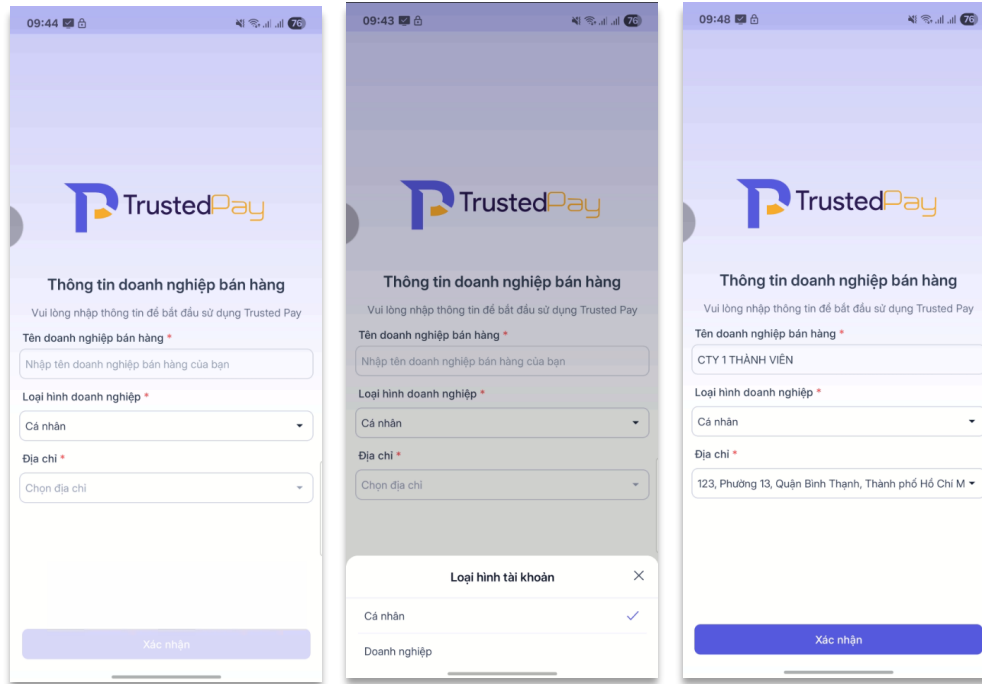 09:44
76
TrustedPay
Thông tin doanh nghiệp bán hàng
Vui lòng nhập thông tin để bắt đầu sử dụng Trusted Pay
Tên doanh nghiệp bán hàng *
Nhập tên doanh nghiệp bán hàng của bạn
Loại hình doanh nghiệp *
Cá nhân
Địa chỉ *
Chọn địa chỉ
Xác nhận
09:43
76
TrustedPay
Thông tin doanh nghiệp bán hàng
Vui lòng nhập thông tin để bắt đầu sử dụng Trusted Pay
Tên doanh nghiệp bán hàng *
Nhập tên doanh nghiệp bán hàng của bạn
Loại hình doanh nghiệp *
Cá nhân
Địa chỉ *
Chọn địa chỉ
Loại hình tài khoản
Cá nhân
Doanh nghiệp
09:48
76
TrustedPay
Thông tin doanh nghiệp bán hàng
Vui lòng nhập thông tin để bắt đầu sử dụng Trusted Pay
Tên doanh nghiệp bán hàng *
CTY 1 THÀNH VIÊN
Loại hình doanh nghiệp *
Cá nhân
Địa chỉ *
123, Phường 13, Quận Bình Thạnh, Thành phố Hồ Chí M
Xác nhận